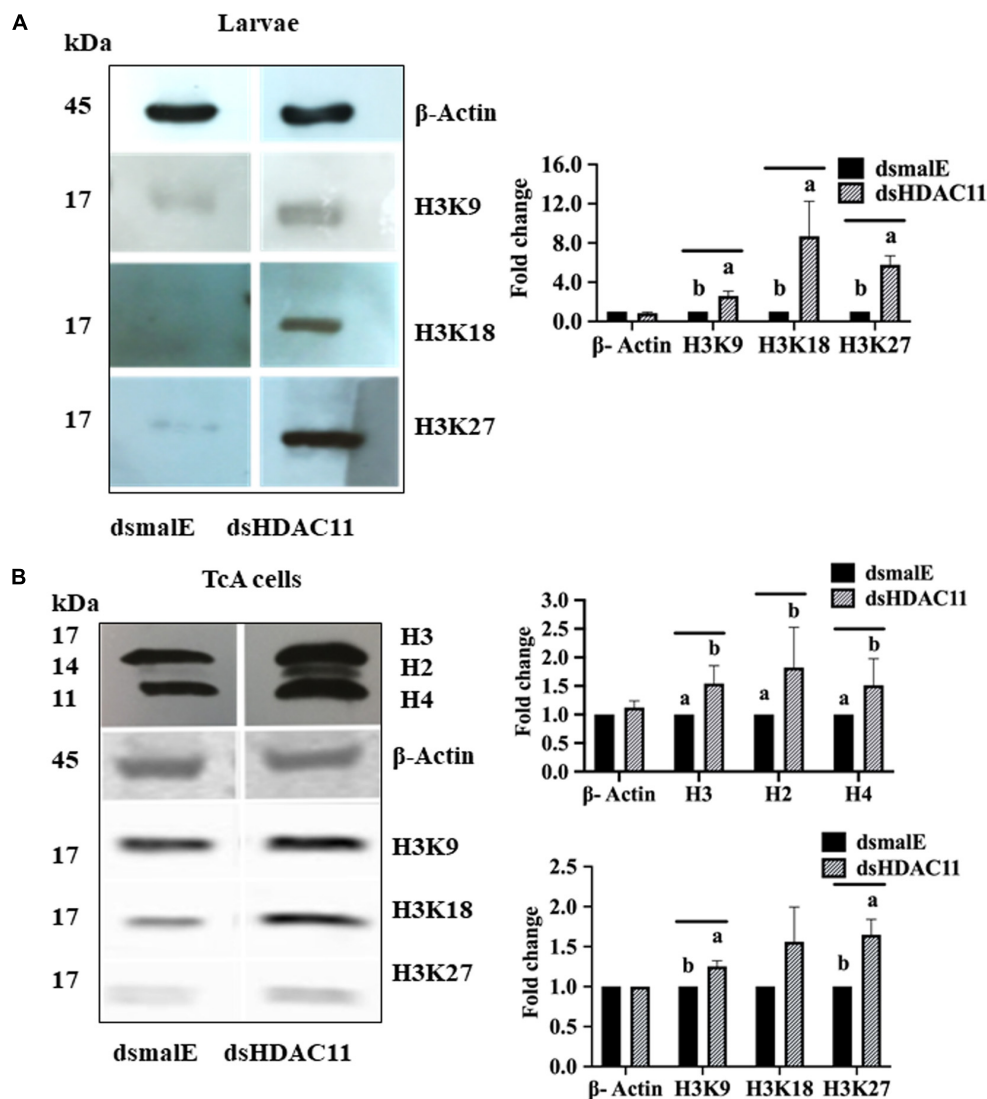 A
Larvae
kDa
45
β-Actin
17
H3K9
17
H3K18
17
H3K27
dsmalE dsHDAC11
dsmalE
dsHDAC11
Fold change
16.0
12.0
8.0
4.0
0.0
b a
b a
b a
β- Actin H3K9 H3K18 H3K27
B
TcA cells
kDa
17
14
11
H3
H2
H4
45
β-Actin
17
H3K9
17
H3K18
17
H3K27
dsmalE dsHDAC11
dsmalE
dsHDAC11
Fold change
3.0
2.5
2.0
1.5
1.0
0.5
0.0
a b
a b
a b
β- Actin H3 H2 H4
dsmalE
dsHDAC11
Fold change
2.5
2.0
1.5
1.0
0.5
0.0
b a
b a
β- Actin H3K9 H3K18 H3K27